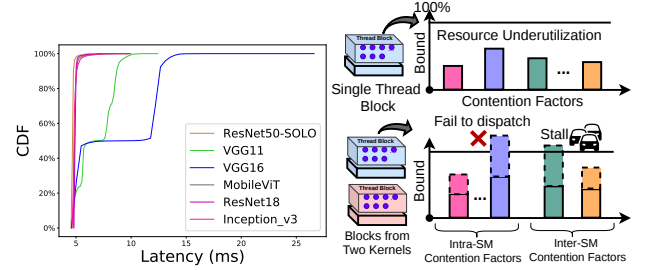 CDF
100%
80%
60%
40%
20%
0%
5
10
15
20
25
Latency (ms)
ResNet50-SOLO
VGG11
VGG16
MobileViT
ResNet18
Inception_v3
Thread Block
Single Thread
Block
100%
Bound
Resource Underutilization
...
Contention Factors
Thread Block
Thread Block
Blocks from
Two Kernels
Fail to dispatch
Stall
Bound
...
Intra-SM
Contention Factors
Inter-SM
Contention Factors